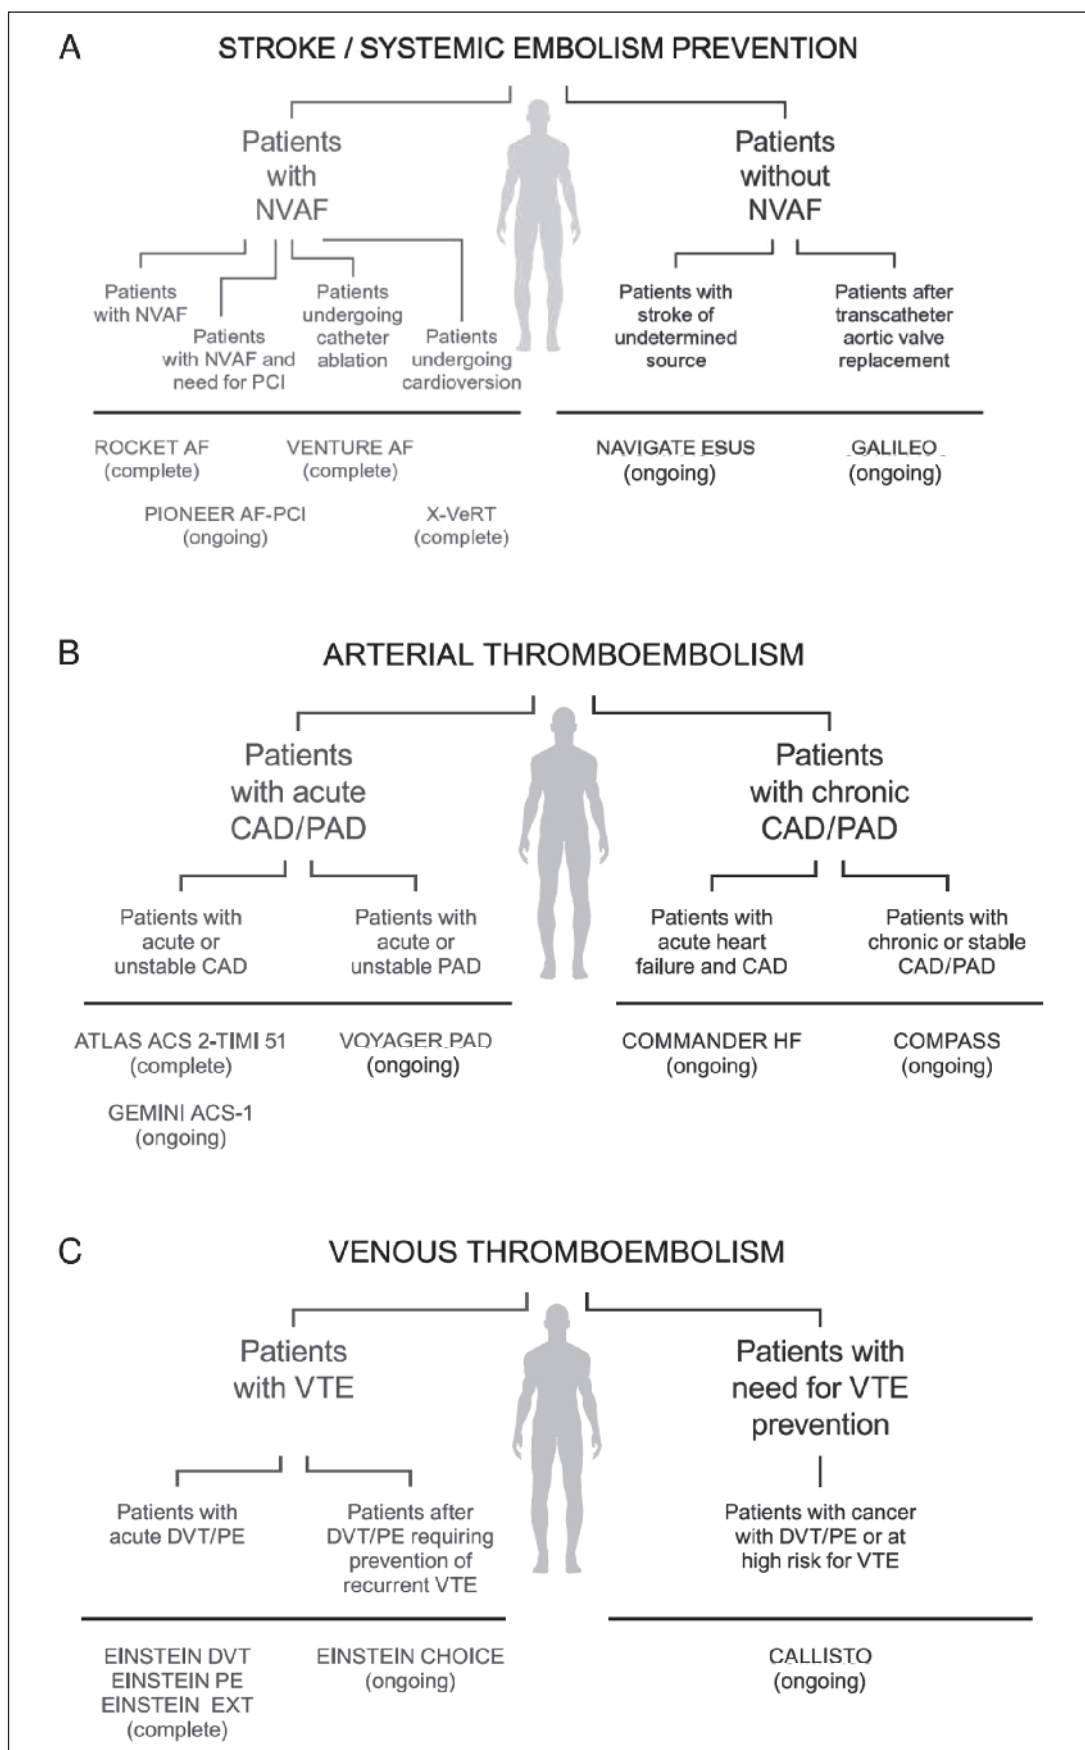 A
STROKE / SYSTEMIC EMBOLISM PREVENTION
Patients
with
NVAF
Patients
without
NVAF
Patients
with NVAF
Patients
with NVAF and
need for PCI
Patients
undergoing
catheter
ablation
Patients
undergoing
cardioversion
Patients with
stroke of
undetermined
source
Patients after
transcatheter
aortic valve
replacement
ROCKET AF
(complete)
VENTURE AF
(complete)
PIONEER AF-PCI
(ongoing)
X-VeRT
(complete)
NAVIGATE ESUS
(ongoing)
GALILEO
(ongoing)
B
ARTERIAL THROMBOEMBOLISM
Patients
with acute
CAD/PAD
Patients
with chronic
CAD/PAD
Patients with
acute or
unstable CAD
Patients with
acute or
unstable PAD
Patients with
acute heart
failure and CAD
Patients with
chronic or stable
CAD/PAD
ATLAS ACS 2-TIMI 51
(complete)
GEMINI ACS-1
(ongoing)
VOYAGER PAD
(ongoing)
COMMANDER HF
(ongoing)
COMPASS
(ongoing)
C
VENOUS THROMBOEMBOLISM
Patients
with VTE
Patients with
need for VTE
prevention
Patients with
acute DVT/PE
Patients after
DVT/PE requiring
prevention of
recurrent VTE
Patients with cancer
with DVT/PE or at
high risk for VTE
EINSTEIN DVT
EINSTEIN PE
EINSTEIN EXT
(complete)
EINSTEIN CHOICE
(ongoing)
CALLISTO
(ongoing)